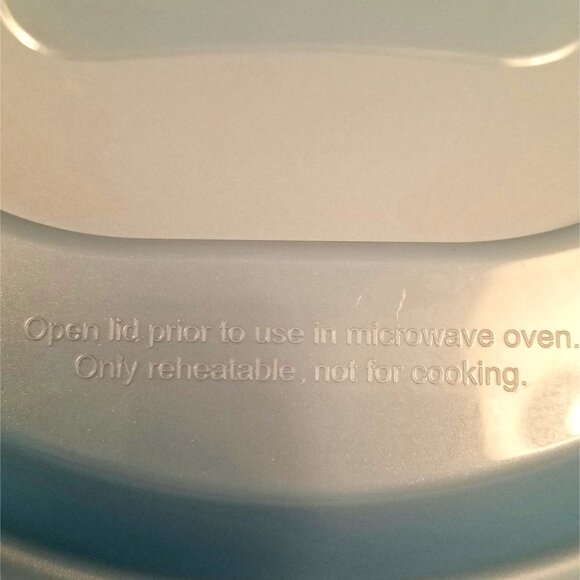 Open lid prior to use in microwave oven.
Only reheatable, not for cooking.